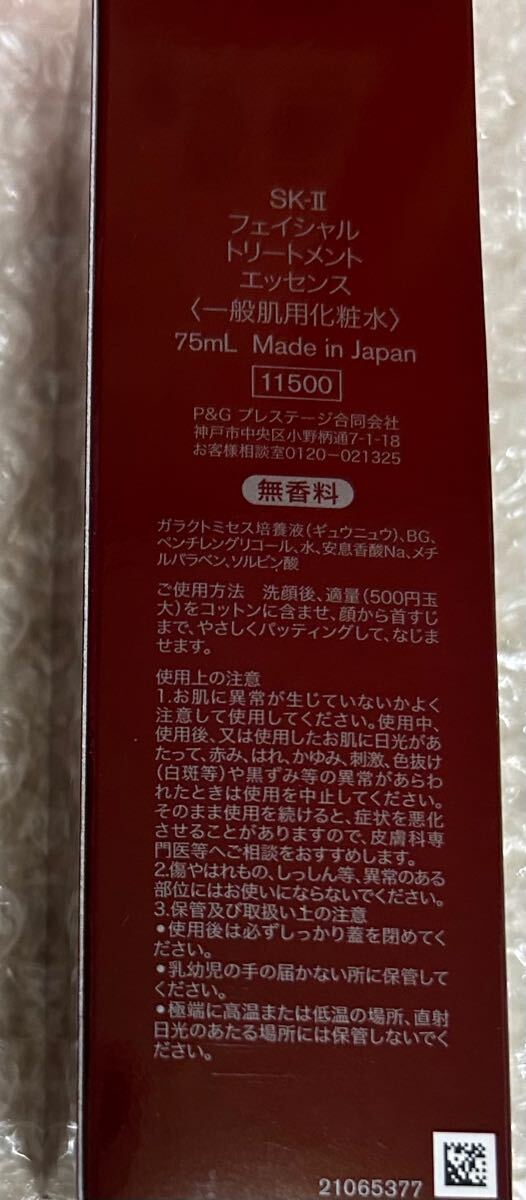 SK-Ⅱ
フェイシャル
トリートメント
エッセンス
〈一般肌用化粧水〉
75mL Made in Japan
11500
P&G プレステージ合同会社
神戸市中央区小野柄通7-1-18
お客様相談室0120-021325
無香料
ガラクトミセス培養液(ギュウニュウ)、BG、
ペンチレングリコール、水、安息香酸Na、メチ
ルパラベン、ソルビン酸
ご使用方法　洗顔後、適量(500円玉
大)をコットンに含ませ、顔から首すじ
まで、やさしくパッティングして、なじま
せます。
使用上の注意
1.お肌に異常が生じていないかよく
注意して使用してください。使用中、
使用後、又は使用したお肌に日光があ
たって、赤み、はれ、かゆみ、刺激、色抜け
(白斑等)や黒ずみ等の異常があらわ
れたときは使用を中止してください。
そのまま使用を続けると、症状を悪化
させることがありますので、皮膚科専
門医等へご相談をおすすめします。
2.傷やはれもの、しっしん等、異常のある
部位にはお使いにならないでください。
3.保管及び取扱い上の注意
●使用後は必ずしっかり蓋を閉めてく
ださい。
●乳幼児の手の届かない所に保管して
ください。
●極端に高温または低温の場所、直射
日光のあたる場所には保管しないでく
ださい。
21065377